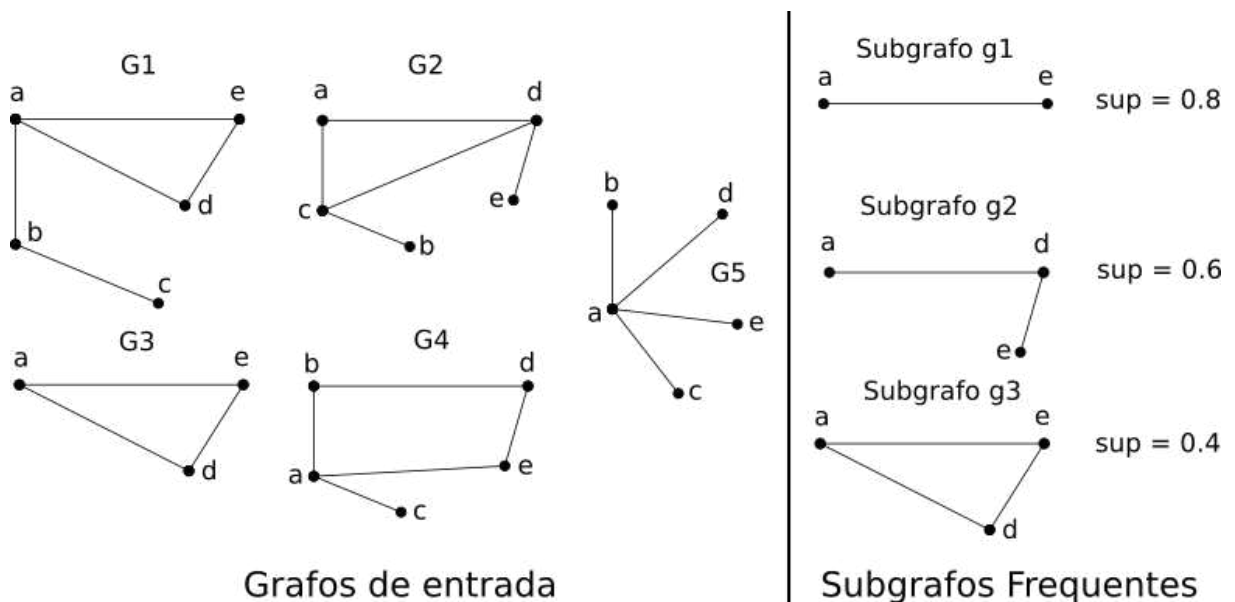 G1
a
e
d
b
c
G2
a
d
c
e
b
G3
a
e
d
G4
b
d
a
e
c
b
d
G5
a
e
c
Grafos de entrada
Subgrafo g1
a
e
sup = 0.8
Subgrafo g2
a
d
sup = 0.6
e
Subgrafo g3
a
e
sup = 0.4
d
Subgrafos Frequentes